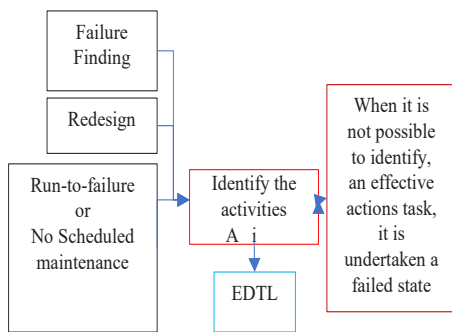 Failure
Finding
Redesign
Run-to-failure
or
No Scheduled
maintenance
Identify the
activities
A i
EDTL
When it is
not possible
to identify,
an effective
actions task,
it is
undertaken a
failed state